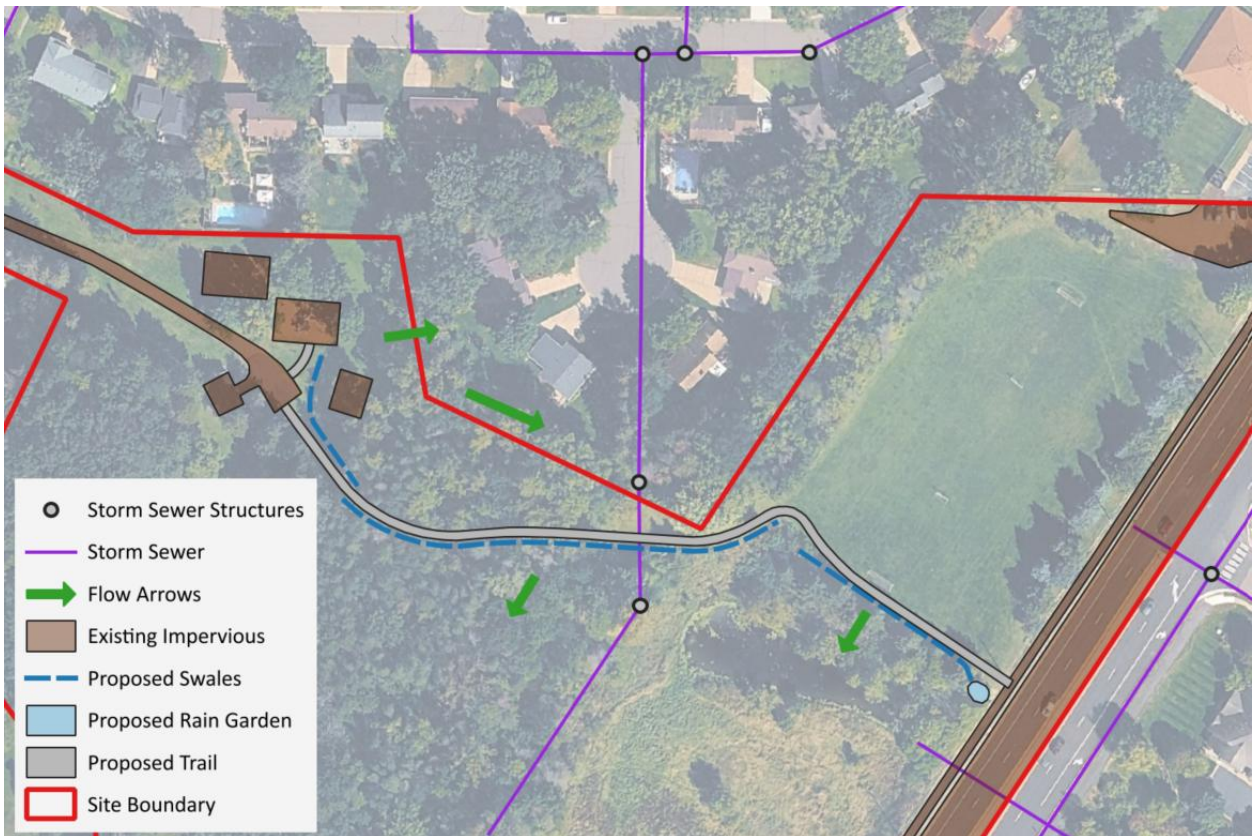 Storm Sewer Structures
Storm Sewer
Flow Arrows
Existing Impervious
Proposed Swales
Proposed Rain Garden
Proposed Trail
Site Boundary